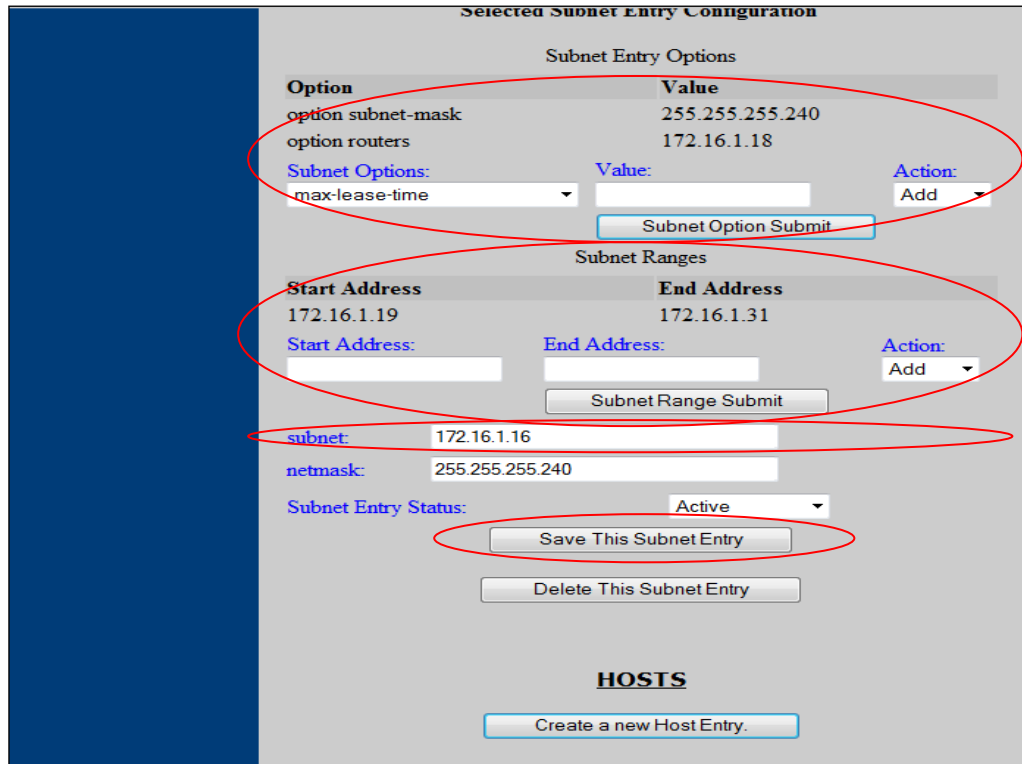 Selected Subnet Entry Configuration
Subnet Entry Options
Option Value
option subnet-mask 255.255.255.240
option routers 172.16.1.18
Subnet Options: Value: Action:
max-lease-time Add
Subnet Option Submit
Subnet Ranges
Start Address End Address
172.16.1.19 172.16.1.31
Start Address: End Address: Action:
Add
Subnet Range Submit
subnet: 172.16.1.16
netmask: 255.255.255.240
Subnet Entry Status: Active
Save This Subnet Entry
Delete This Subnet Entry
HOSTS
Create a new Host Entry.